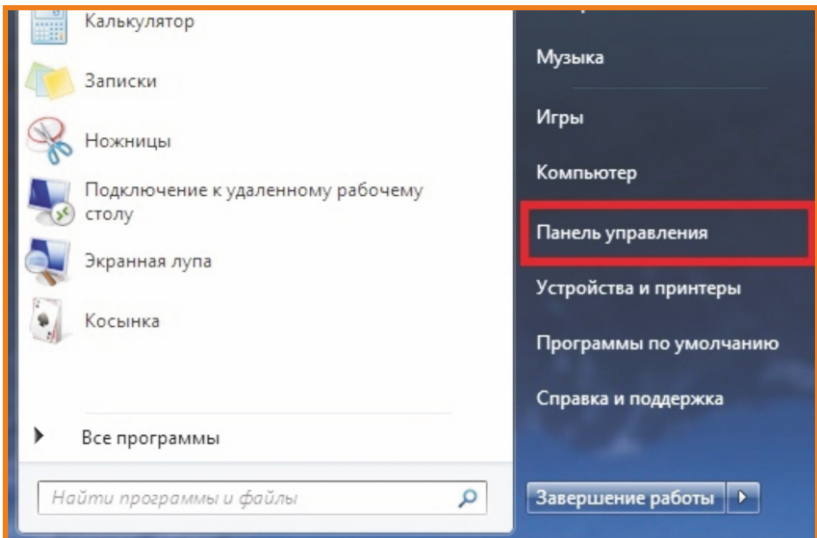 Калькулятор
Записки
Ножницы
Подключение к удаленному рабочему
столу
Экранная лупа
Косынка
Все программы
Найти программы и файлы
Музыка
Игры
Компьютер
Панель управления
Устройства и принтеры
Программы по умолчанию
Справка и поддержка
Завершение работы